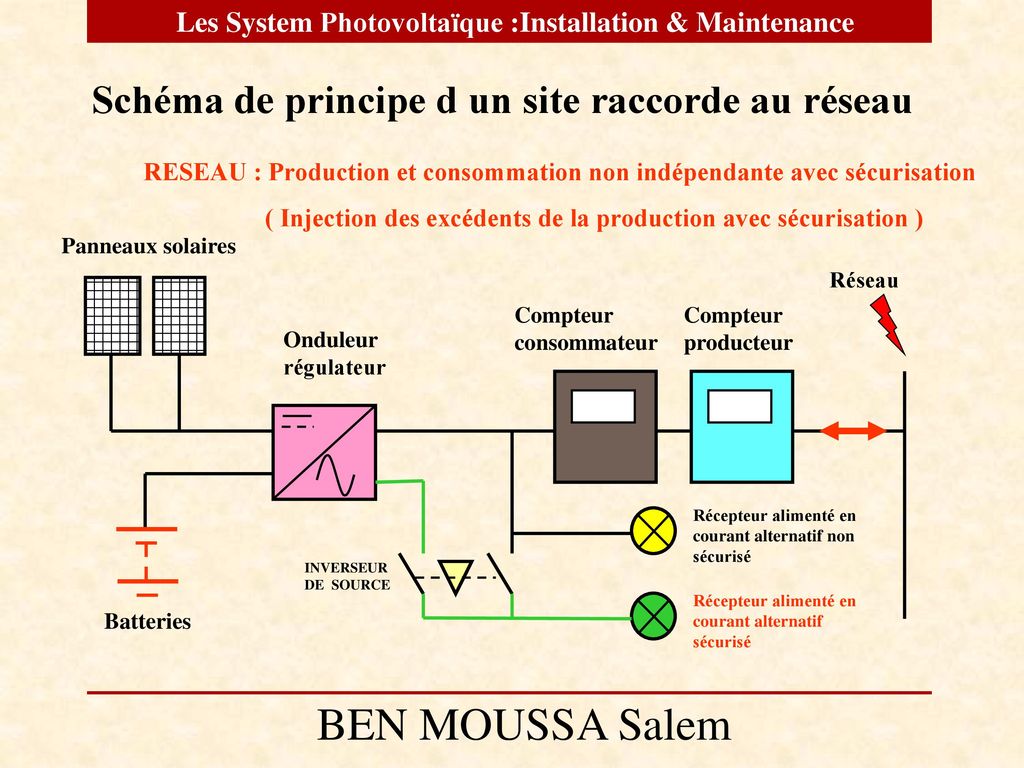 Les System Photovoltaïque :Installation & Maintenance
Schéma de principe d un site raccorde au réseau
RESEAU : Production et consommation non indépendante avec sécurisation
( Injection des excédents de la production avec sécurisation )
Panneaux solaires
Réseau
Compteur
consommateur
Compteur
producteur
Onduleur
régulateur
Récepteur alimenté en
courant alternatif non
sécurisé
INVERSEUR
DE SOURCE
Récepteur alimenté en
courant alternatif
sécurisé
Batteries
BEN MOUSSA Salem